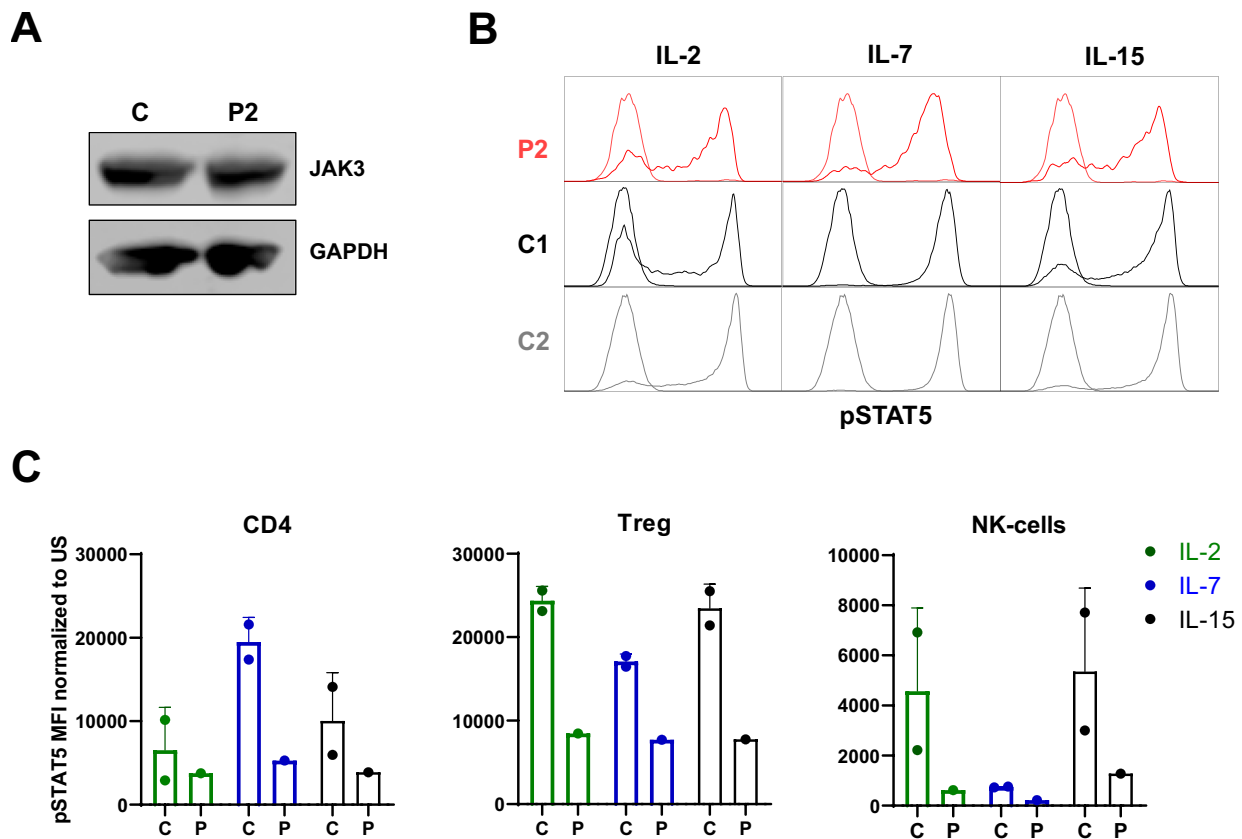 A
B
IL-2 IL-7 IL-15
C P2
JAK3
P2
C1
GAPDH
C2
pSTAT5
C
CD4 Treg NK-cells
pSTAT5 MFI normalized to US
30000 30000 10000
8000
20000 20000
6000
4000
10000 10000
2000
0 0 0
C P C P C P C P C P C P C P C P C P
IL-2
IL-7
IL-15